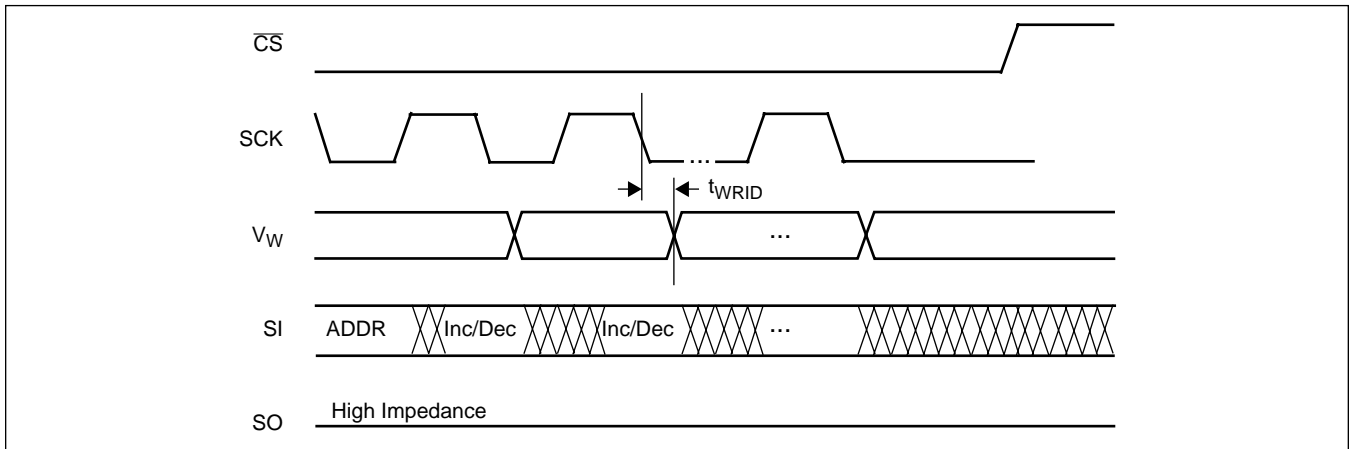 CS
SCK
...
tWRID
VW
...
SI ADDR Inc/Dec Inc/Dec ...
SO High Impedance